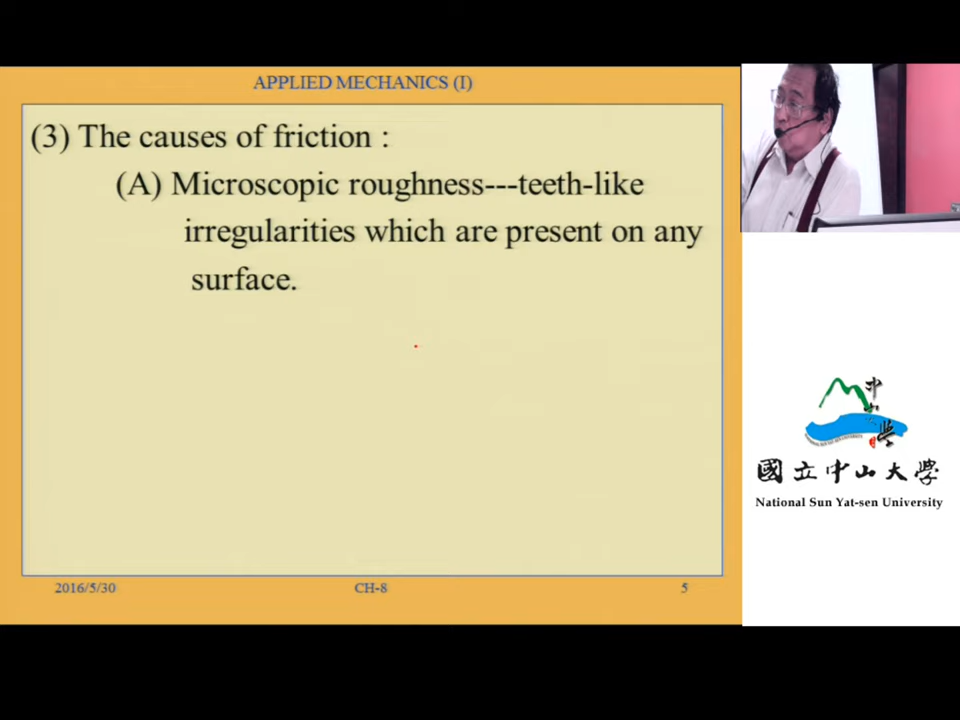 APPLIED MECHANICS (I)
(3) The causes of friction :
(A) Microscopic roughness---teeth-like
irregularities which are present on any
surface.
2016/5/30 CH-8 5
國立中山大學
National Sun Yat-sen University